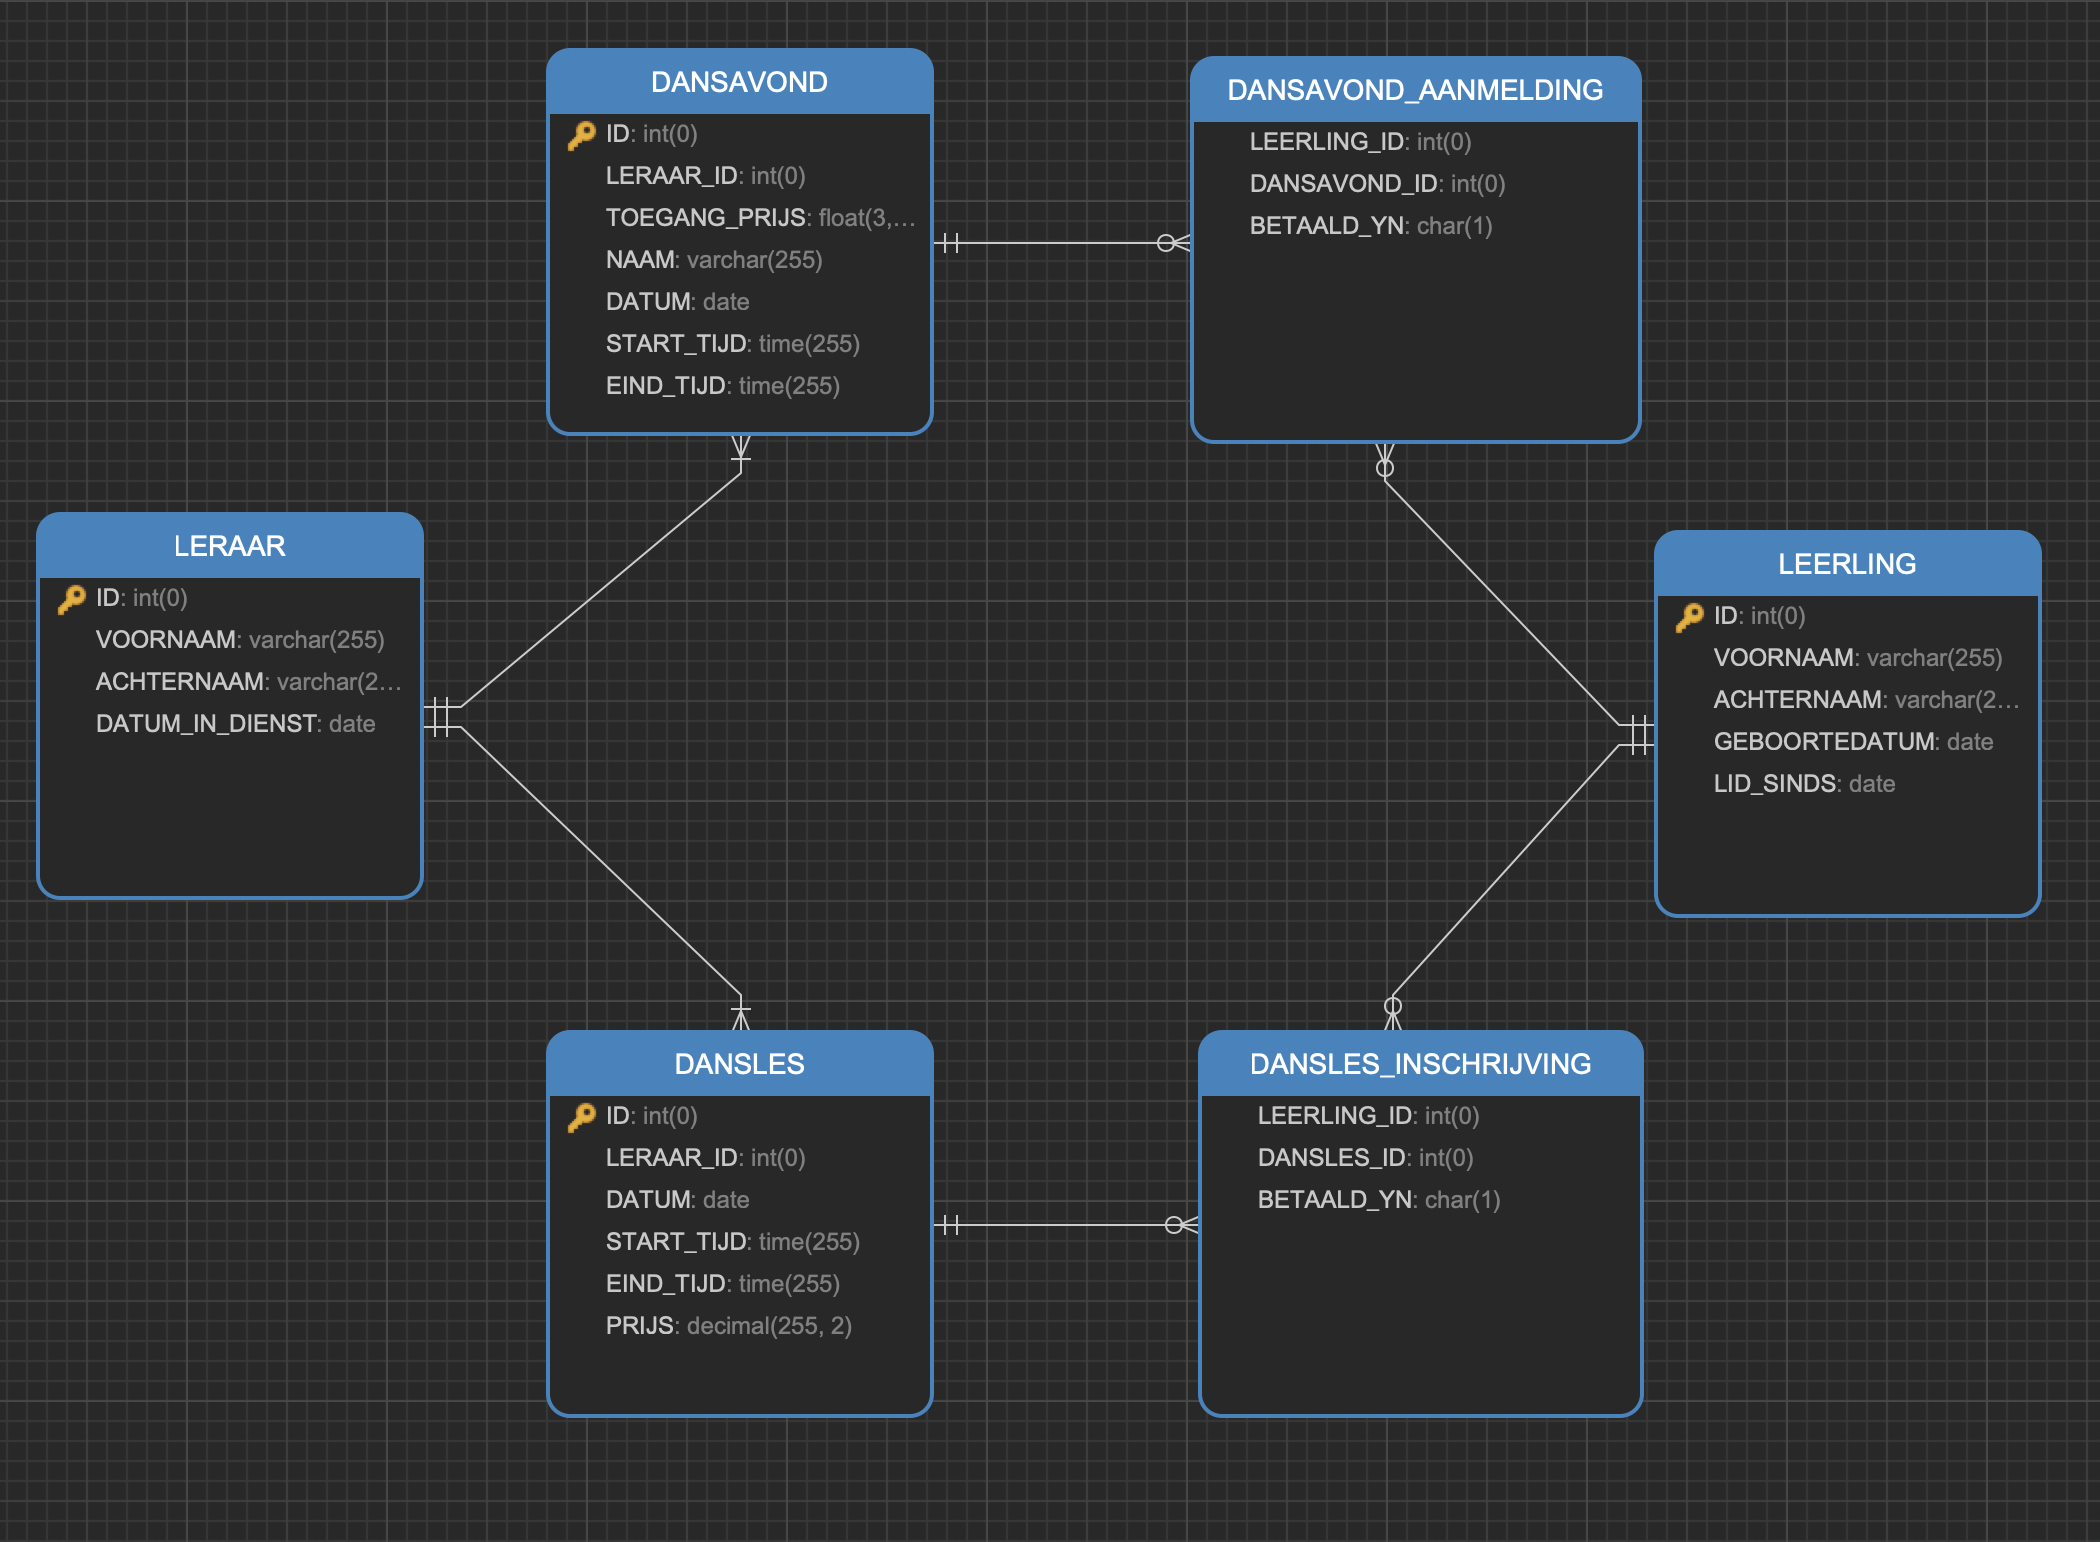 DANSAVOND
ID: int(0)
LERAAR_ID: int(0)
TOEGANG_PRIJS: float(3,...
NAAM: varchar(255)
DATUM: date
START_TIJD: time(255)
EIND_TIJD: time(255)
DANSAVOND_AANMELDING
LEERLING_ID: int(0)
DANSAVOND_ID: int(0)
BETAALD_YN: char(1)
LERAAR
ID: int(0)
VOORNAAM: varchar(255)
ACHTERNAAM: varchar(2...
DATUM_IN_DIENST: date
LEERLING
ID: int(0)
VOORNAAM: varchar(255)
ACHTERNAAM: varchar(2...
GEBOORTEDATUM: date
LID_SINDS: date
DANSLES
ID: int(0)
LERAAR_ID: int(0)
DATUM: date
START_TIJD: time(255)
EIND_TIJD: time(255)
PRIJS: decimal(255, 2)
DANSLES_INSCHRIJVING
LEERLING_ID: int(0)
DANSLES_ID: int(0)
BETAALD_YN: char(1)